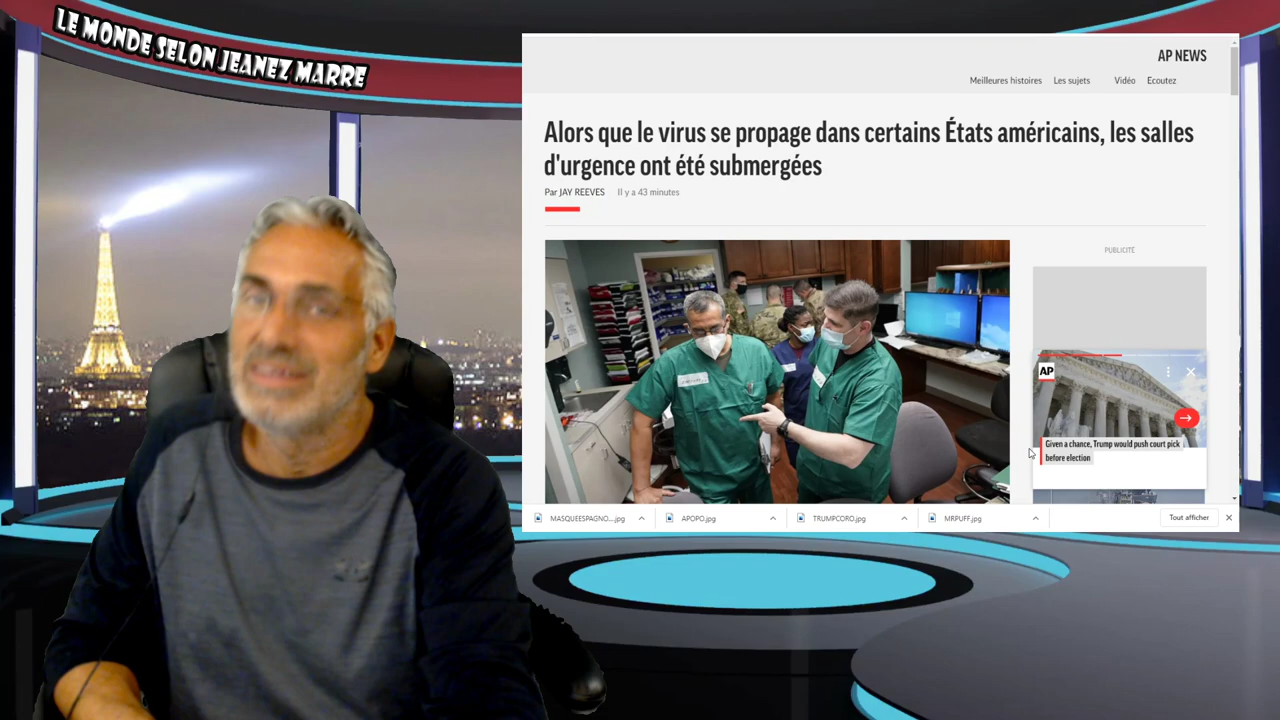 LE MONDE SELON JEANEZ MARRE
AP NEWS
Meilleures histoires Les sujets Vidéo Ecoutez
Alors que le virus se propage dans certains États américains, les salles
d'urgence ont été submergées
Par JAY REEVES Il y a 43 minutes
PUBLICITÉ
AP
Given a chance, Trump would push court pick
before election
MASQUEESPAGNO....jpg APOPO.jpg TRUMPCORO.jpg MRPUFF.jpg Tout afficher